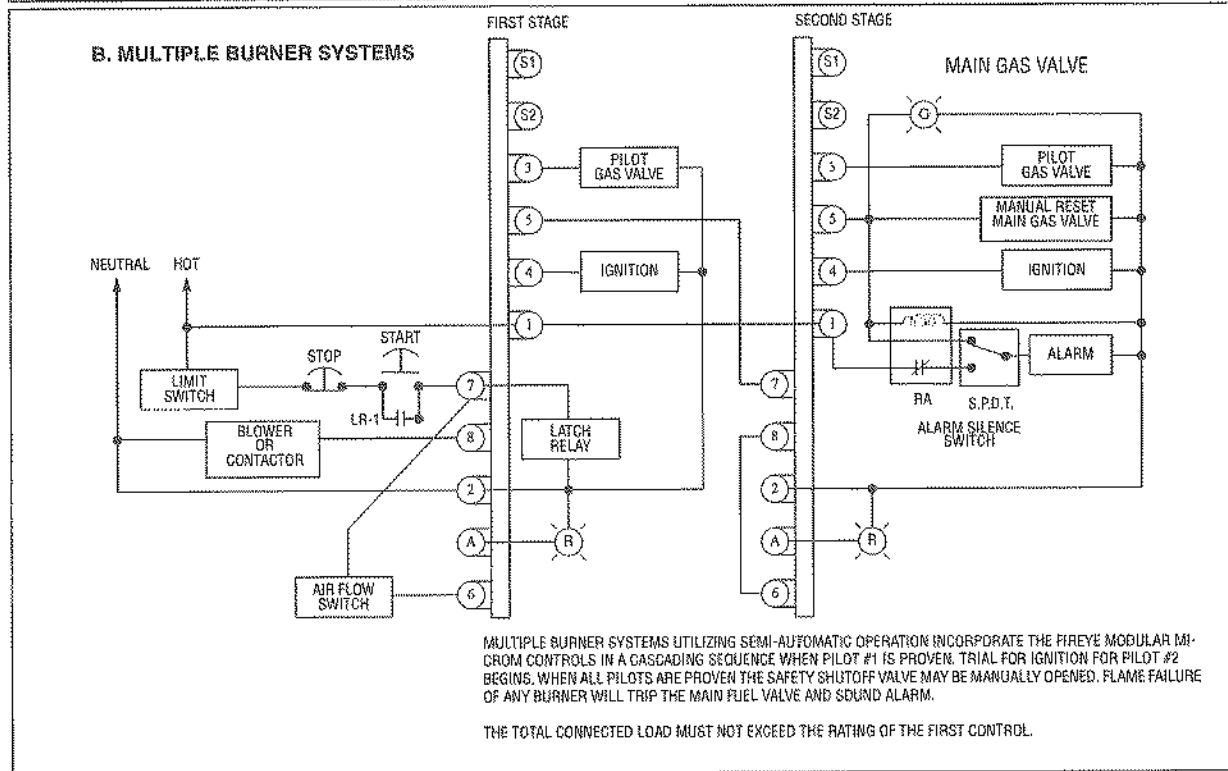 FIRST STAGE
SECOND STAGE
B. MULTIPLE BURNER SYSTEMS
MAIN GAS VALVE
S1
S2
3
PILOT
GAS VALVE
5
4
IGNITION
1
NEUTRAL
HOT
LIMIT
SWITCH
STOP
START
LR-1
7
BLOWER
OR
CONTACTOR
8
LATCH
RELAY
2
A
R
AIR FLOW
SWITCH
6
S1
S2
G
3
PILOT
GAS VALVE
5
MANUAL RESET
MAIN GAS VALVE
4
IGNITION
1
ALARM
RA
S.P.D.T.
ALARM SILENCE
SWITCH
7
8
2
A
R
6
MULTIPLE BURNER SYSTEMS UTILIZING SEMI-AUTOMATIC OPERATION INCORPORATE THE FIREYE MODULAR MI-
CROM CONTROLS IN A CASCADING SEQUENCE WHEN PILOT #1 IS PROVEN. TRIAL FOR IGNITION FOR PILOT #2
BEGINS. WHEN ALL PILOTS ARE PROVEN THE SAFETY SHUTOFF VALVE MAY BE MANUALLY OPENED. FLAME FAILURE
OF ANY BURNER WILL TRIP THE MAIN FUEL VALVE AND SOUND ALARM.
THE TOTAL CONNECTED LOAD MUST NOT EXCEED THE RATING OF THE FIRST CONTROL.